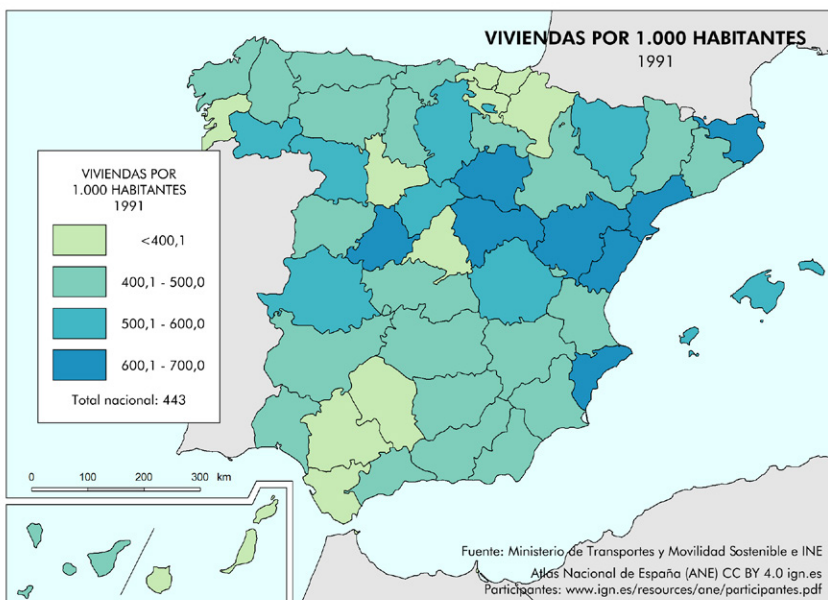 VIVIENDAS POR 1.000 HABITANTES
1991
VIVIENDAS POR
1.000 HABITANTES
1991
<400,1
400,1 - 500,0
500,1 - 600,0
600,1 - 700,0
Total nacional: 443
0 100 200 300 km
Fuente: Ministerio de Transportes y Movilidad Sostenible e INE
Atlas Nacional de España (ANE) CC BY 4.0 ign.es
Participantes: www.ign.es/resources/ane/participantes.pdf